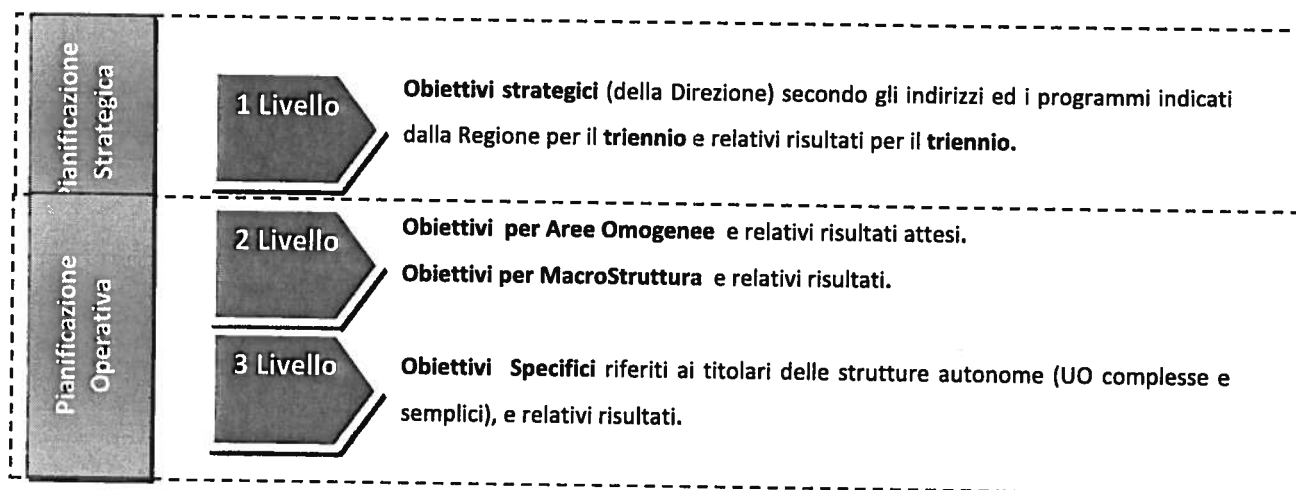 Pianificazione
Strategica
1 Livello
Obiettivi strategici (della Direzione) secondo gli indirizzi ed i programmi indicati
dalla Regione per il triennio e relativi risultati per il triennio.
Pianificazione
Operativa
2 Livello
Obiettivi per Aree Omogenee e relativi risultati attesi.
Obiettivi per MacroStruttura e relativi risultati.
3 Livello
Obiettivi Specifici riferiti ai titolari delle strutture autonome (UO complesse e
semplici), e relativi risultati.